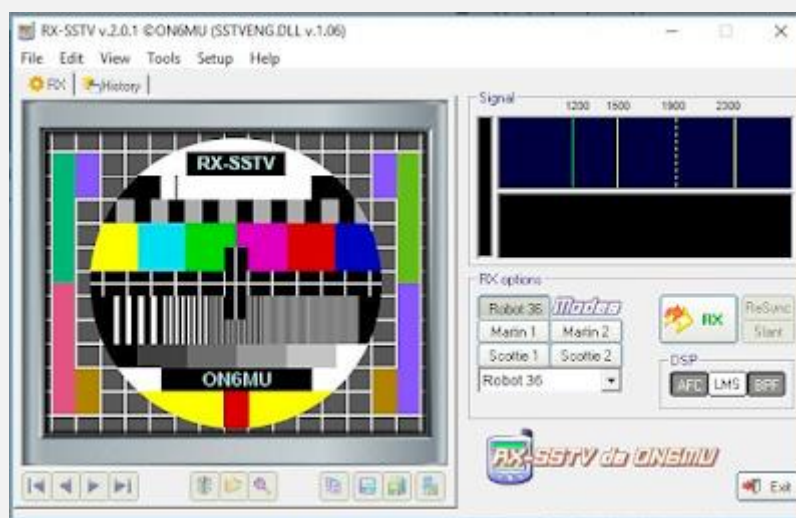 RX-SSTV v.2.0.1 ©ON6MU (SSTVENG.DLL v.1.06)
File Edit View Tools Setup Help
RX History
RX-SSTV
ON6MU
Signal
1200 1500 1900 2300
RX options
Robot 36 Modes
Martin 1 Martin 2
Scottie 1 Scottie 2
Robot 36
RX
ReSync
Slant
DSP
AFC LMS BPF
RX-SSTV da ON6MU
Exit